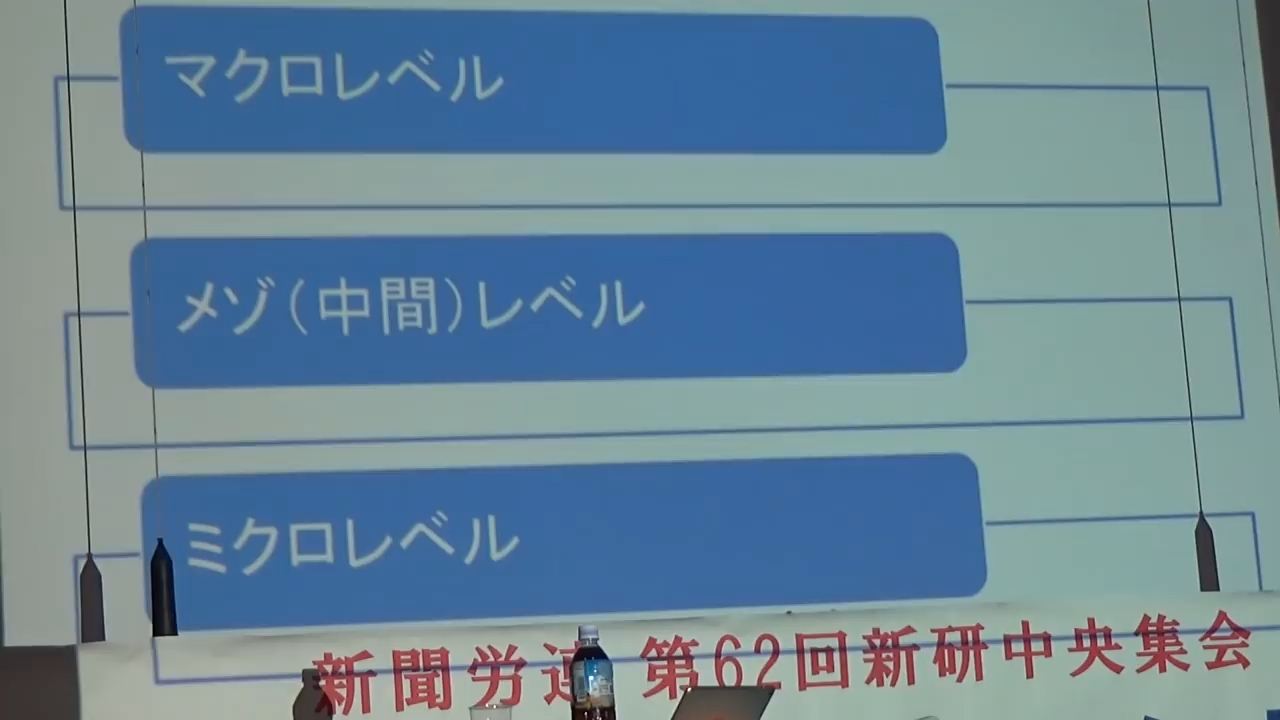 マクロレベル
メゾ（中間）レベル
ミクロレベル
新聞労連 第62回新研中央集会